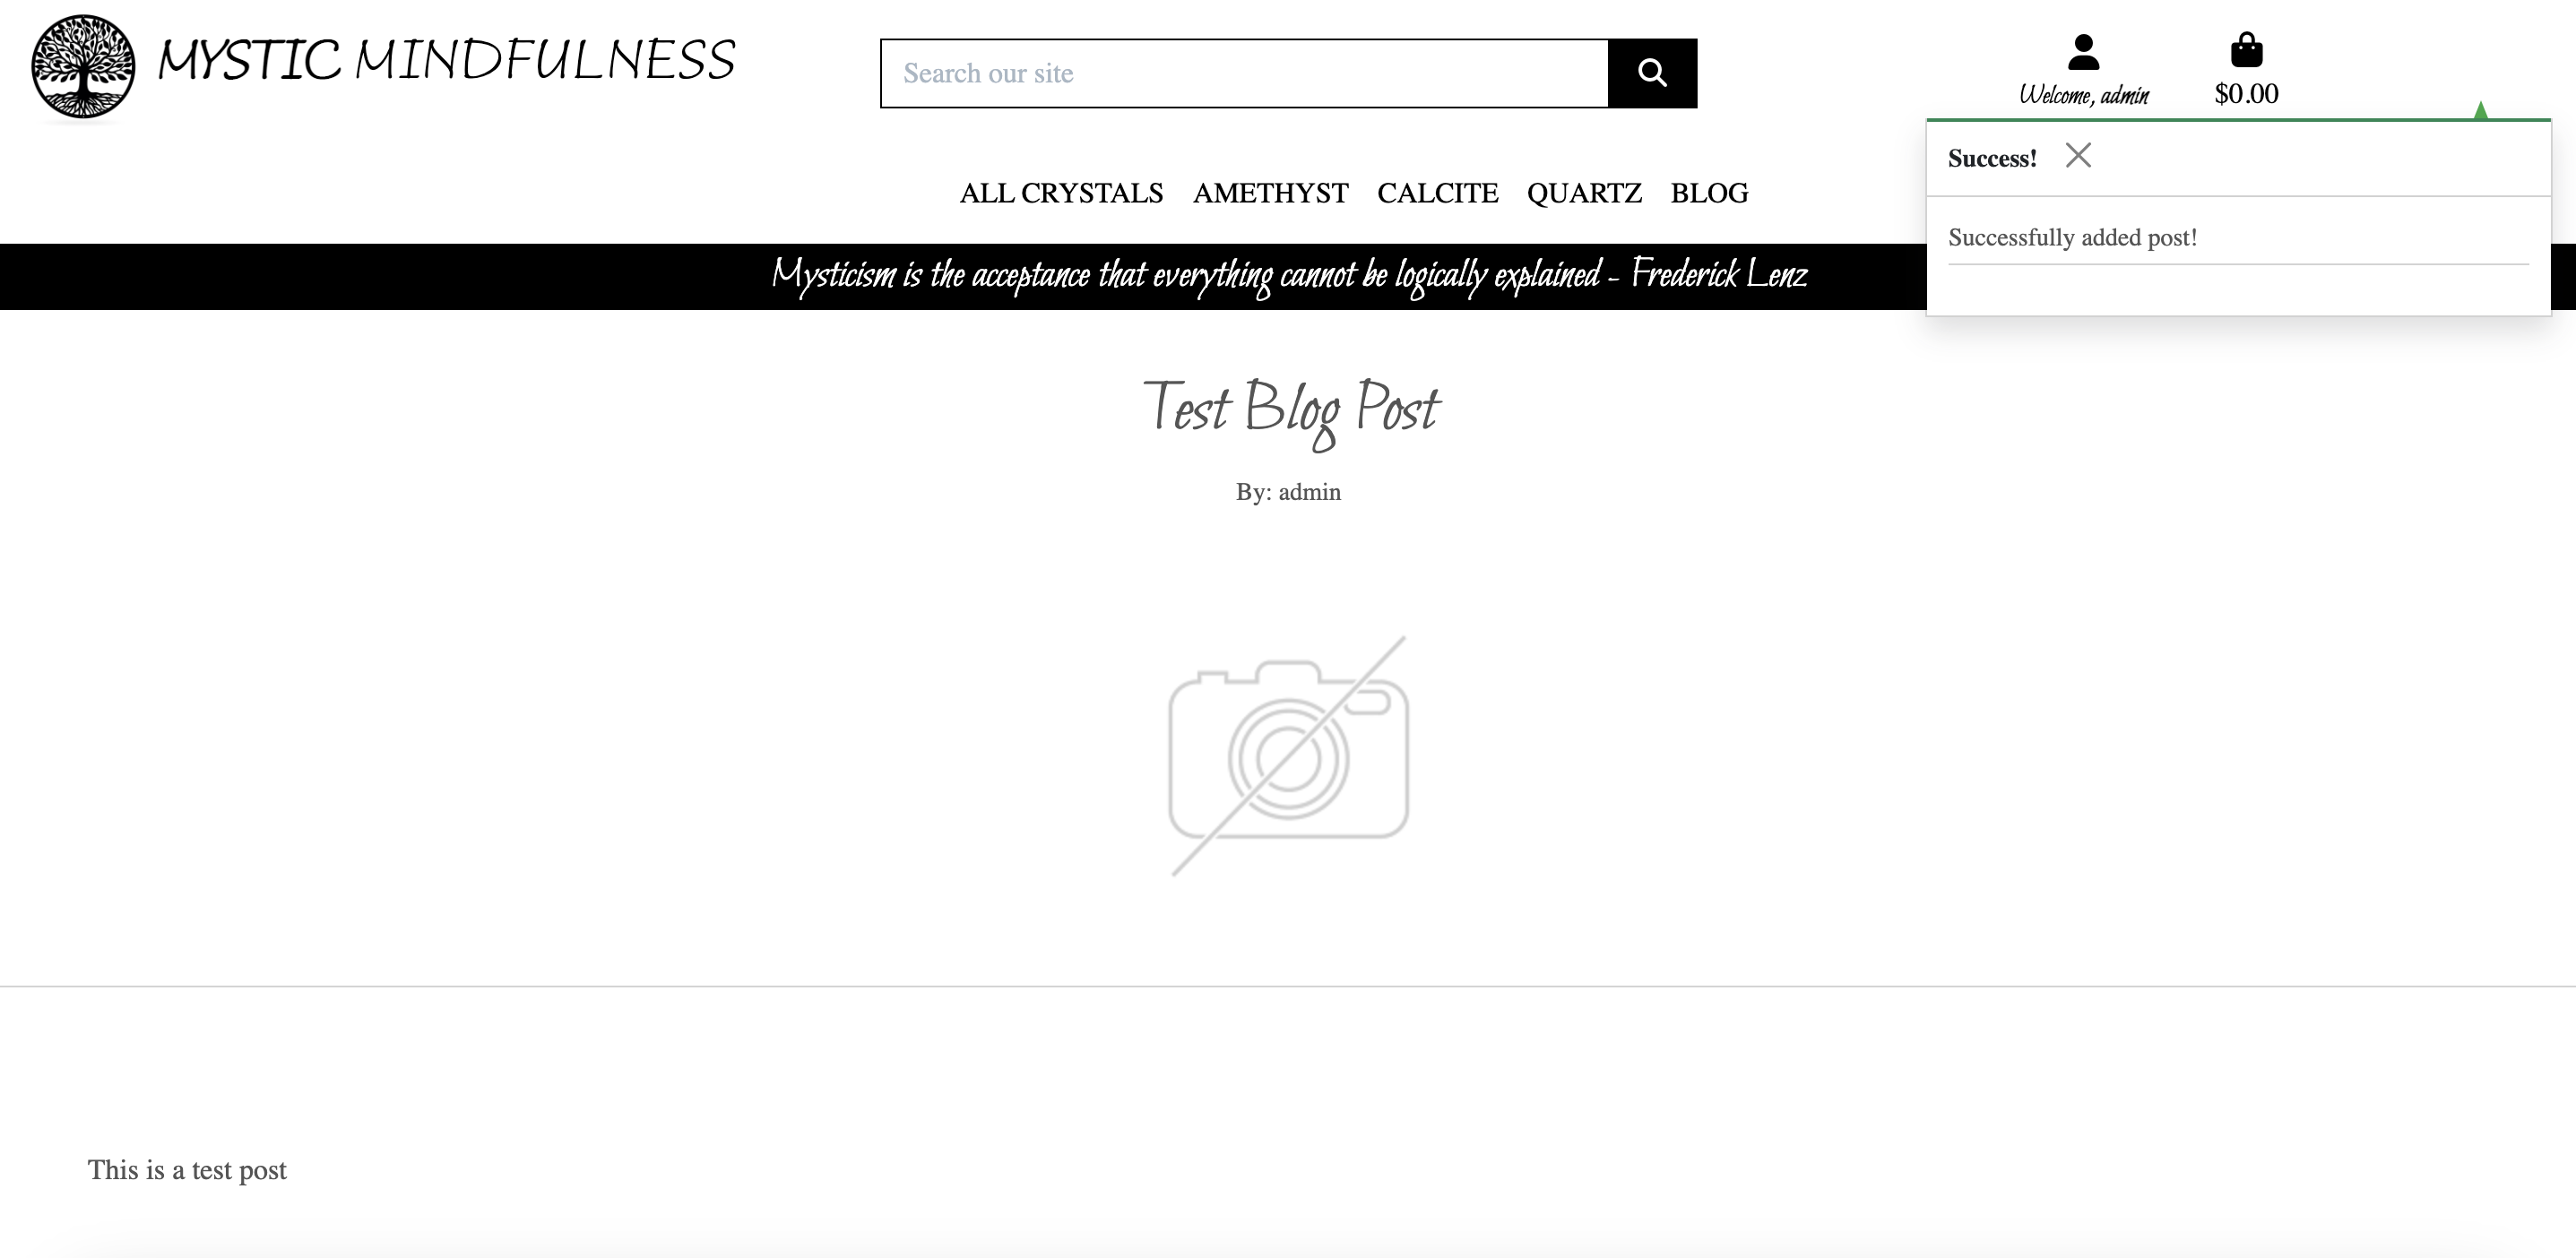 MYSTIC MINDFULNESS
Search our site
Welcome, admin
$0.00
Success!
Successfully added post!
ALL CRYSTALS AMETHYST CALCITE QUARTZ BLOG
Mysticism is the acceptance that everything cannot be logically explained - Frederick Lenz
Test Blog Post
By: admin
This is a test post